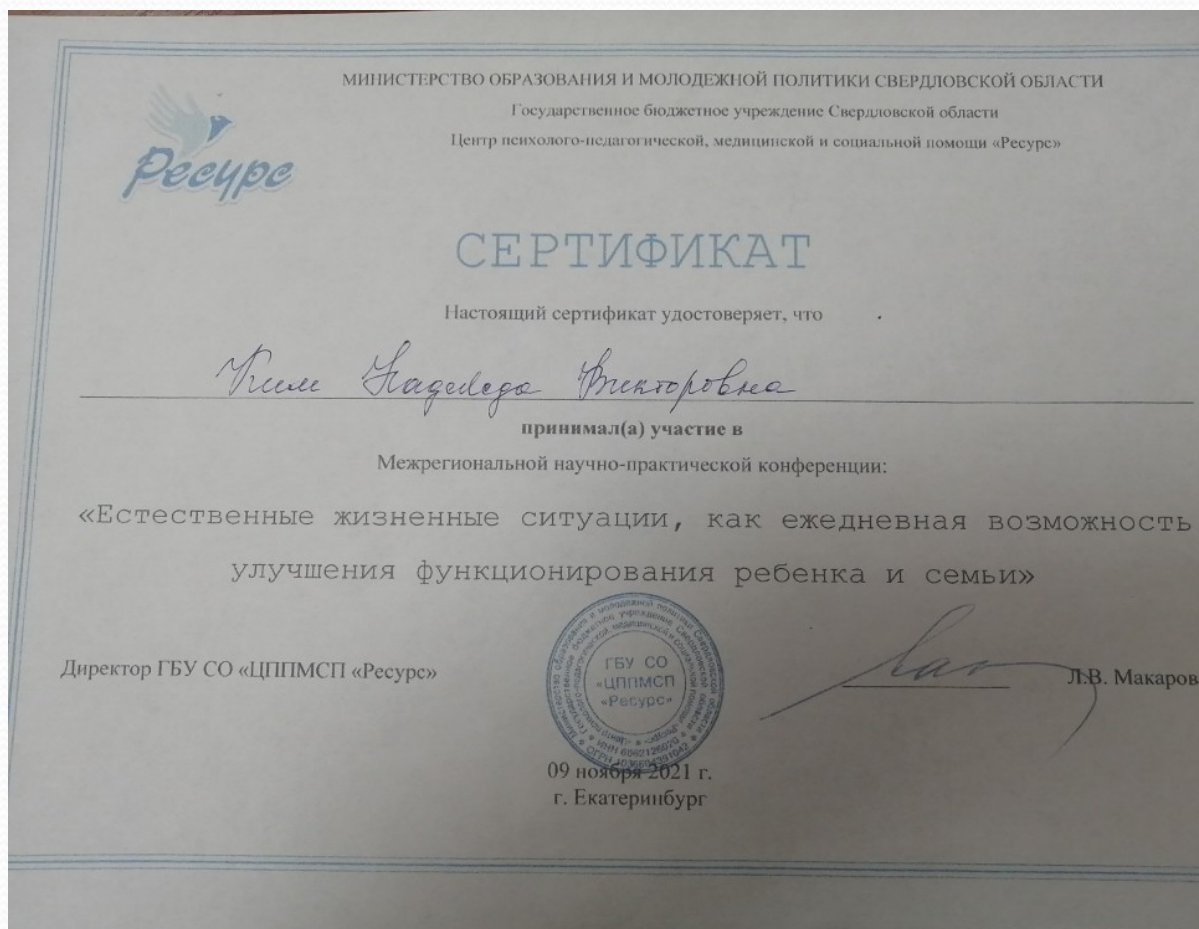 МИНИСТЕРСТВО ОБРАЗОВАНИЯ И МОЛОДЕЖНОЙ ПОЛИТИКИ СВЕРДЛОВСКОЙ ОБЛАСТИ
Государственное бюджетное учреждение Свердловской области
Центр психолого-педагогической, медицинской и социальной помощи «Ресурс»
Ресурс
СЕРТИФИКАТ
Настоящий сертификат удостоверяет, что
Ким Надежда Викторовна
принимал(а) участие в
Межрегиональной научно-практической конференции:
«Естественные жизненные ситуации, как ежедневная возможность
улучшения функционирования ребенка и семьи»
Директор ГБУ СО «ЦППМСП «Ресурс»
ГБУ СО
«ЦППМСП
«Ресурс»
Л.В. Макаров
09 ноября 2021 г.
г. Екатеринбург